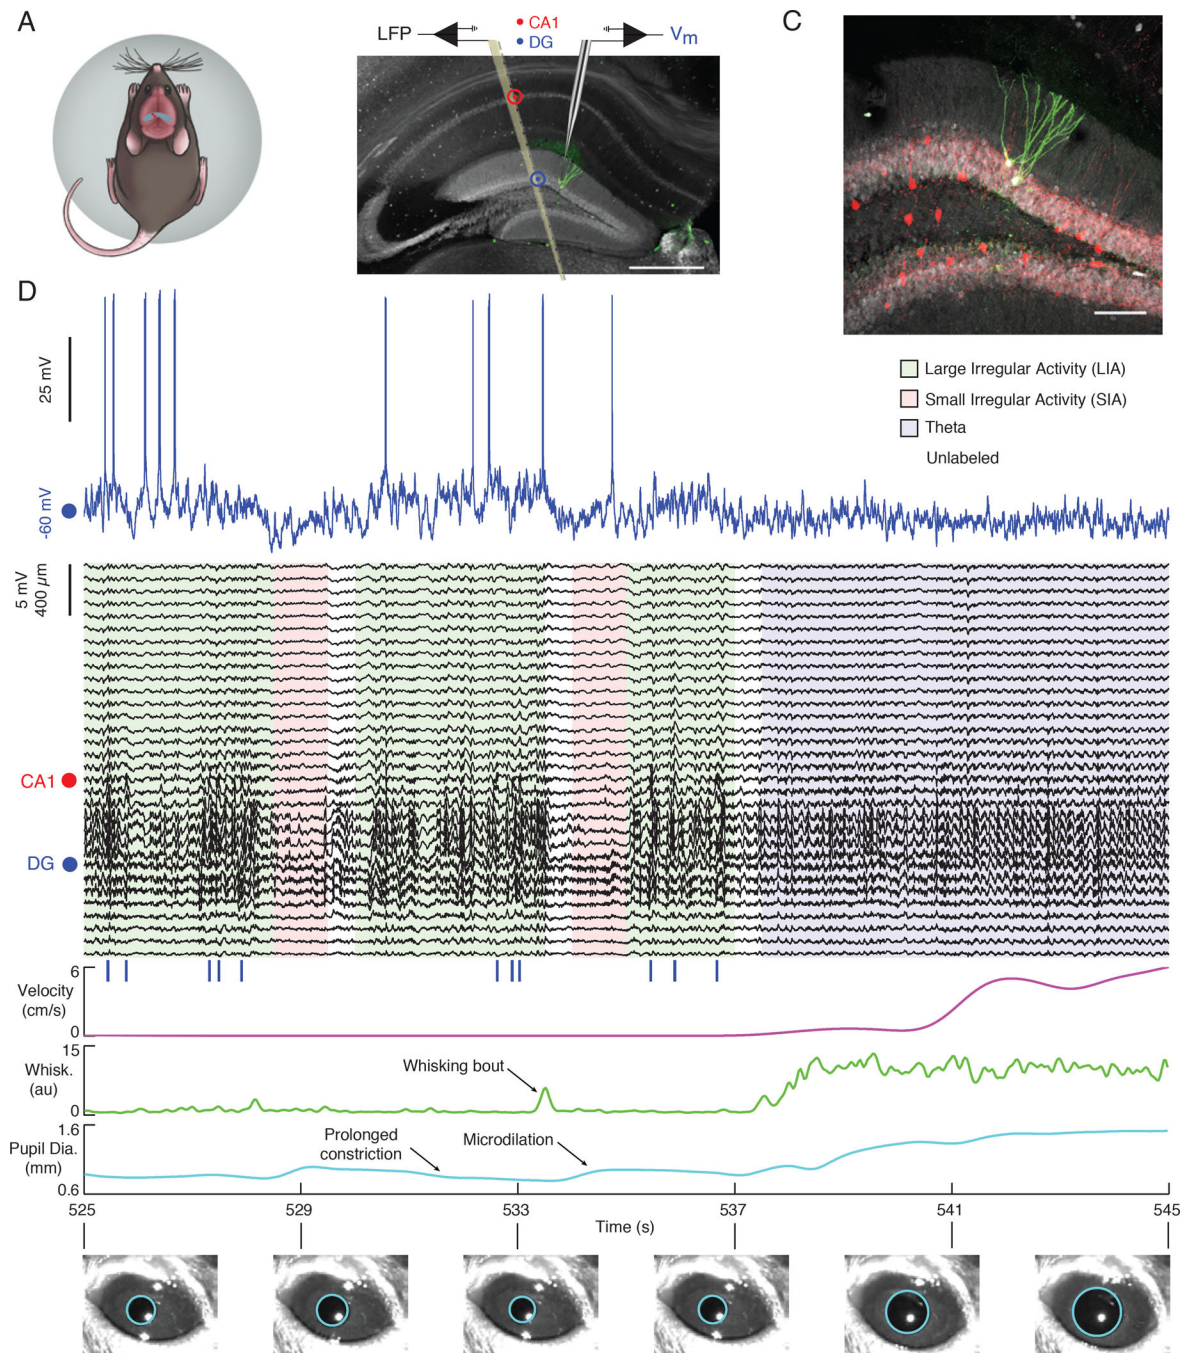 A
LFP
CA1
DG
Vm
C
Large Irregular Activity (LIA)
Small Irregular Activity (SIA)
Theta
Unlabeled
D
25 mV
-60 mV
5 mV
400 µm
CA1
DG
6
Velocity
(cm/s)
0
15
Whisk.
(au)
0
Whisking bout
1.6
Pupil Dia.
(mm)
0.6
Prolonged
constriction
Microdilation
525
529
533
537
541
545
Time (s)